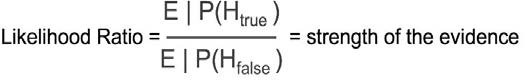 E | P(Htrue )
Likelihood Ratio = = strength of the evidence
E | P(Hfalse )